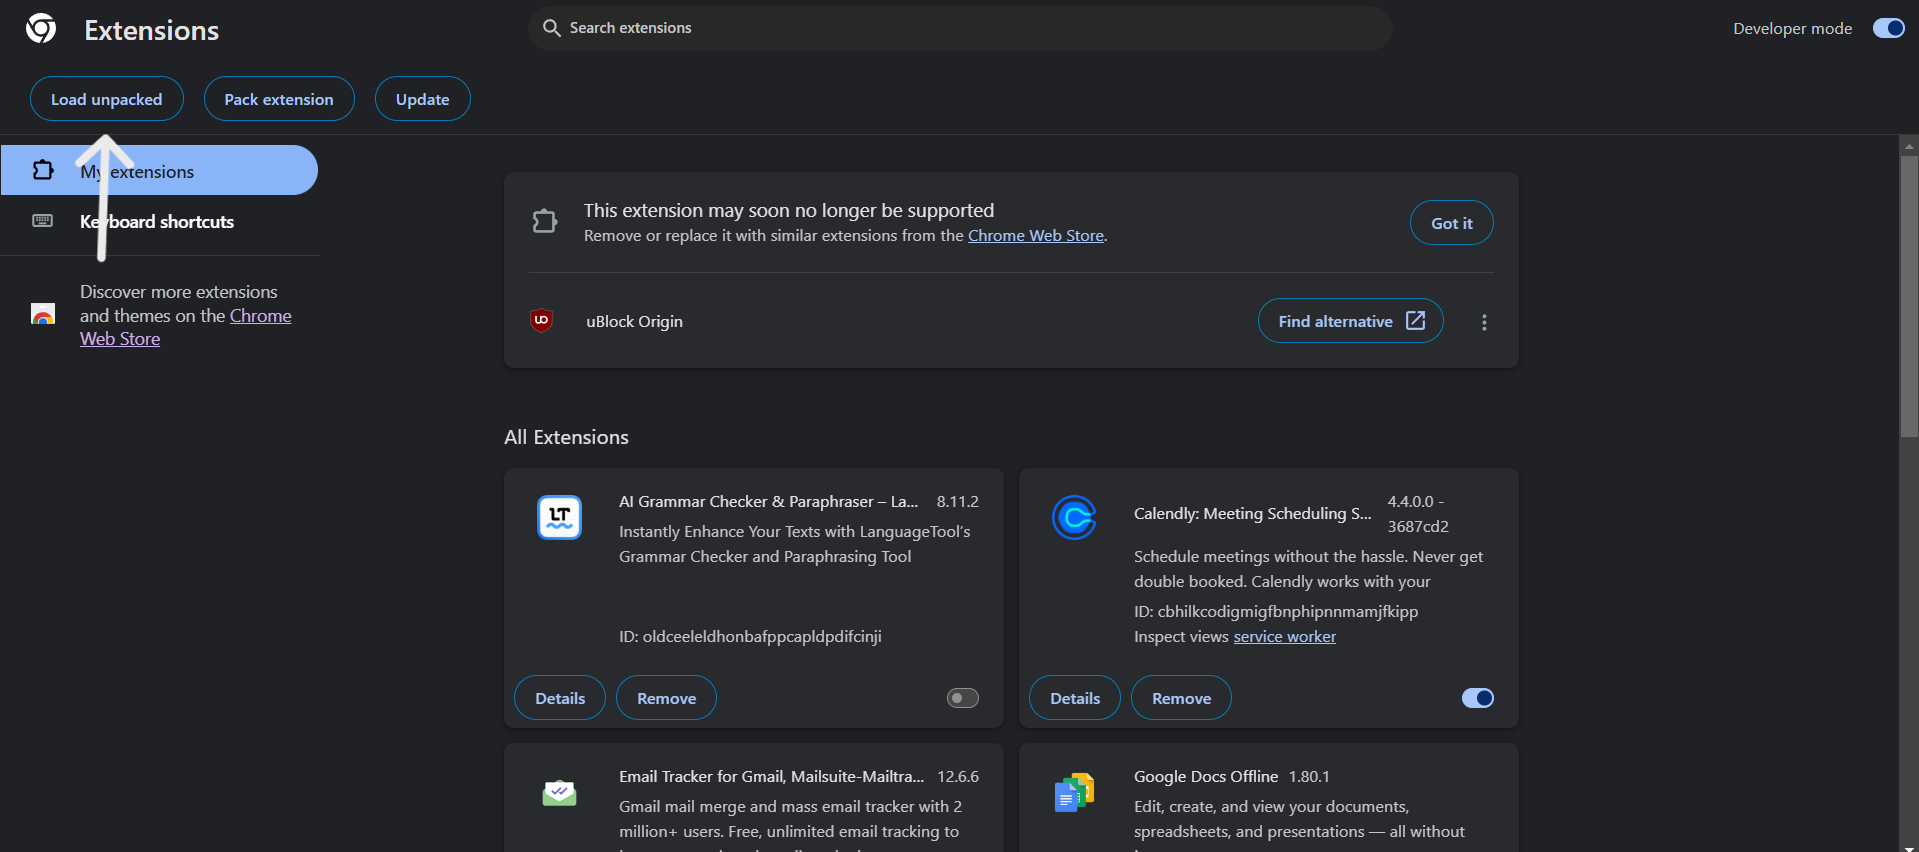 Extensions
Search extensions
Developer mode
Load unpacked
Pack extension
Update
My extensions
Keyboard shortcuts
Discover more extensions
and themes on the Chrome
Web Store
This extension may soon no longer be supported
Remove or replace it with similar extensions from the Chrome Web Store.
Got it
uBlock Origin
Find alternative
All Extensions
LT
AI Grammar Checker & Paraphraser – La... 8.11.2
Instantly Enhance Your Texts with LanguageTool's
Grammar Checker and Paraphrasing Tool
ID: oldceeleldhonbafppcapldpdifcinji
Details
Remove
Calendly: Meeting Scheduling S...
4.4.0.0 -
3687cd2
Schedule meetings without the hassle. Never get
double booked. Calendly works with your
ID: cbhilkcodigmigfbnphipnnmamjfkipp
Inspect views service worker
Details
Remove
Email Tracker for Gmail, Mailsuite-Mailtra... 12.6.6
Gmail mail merge and mass email tracker with 2
million+ users. Free, unlimited email tracking to
Google Docs Offline 1.80.1
Edit, create, and view your documents,
spreadsheets, and presentations — all without